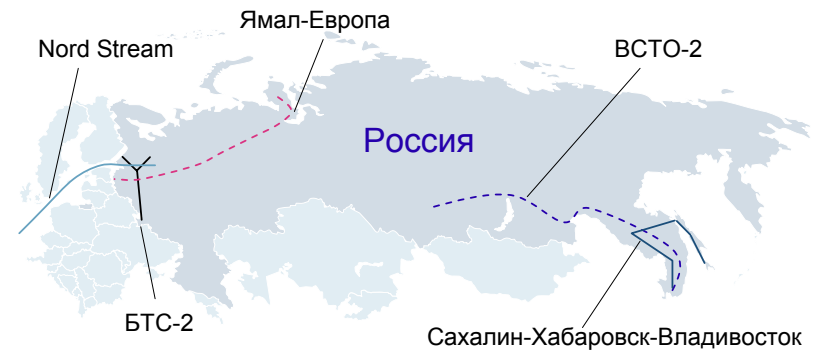 Ямал-Европа
Nord Stream
ВСТО-2
Россия
БТС-2
Сахалин-Хабаровск-Владивосток